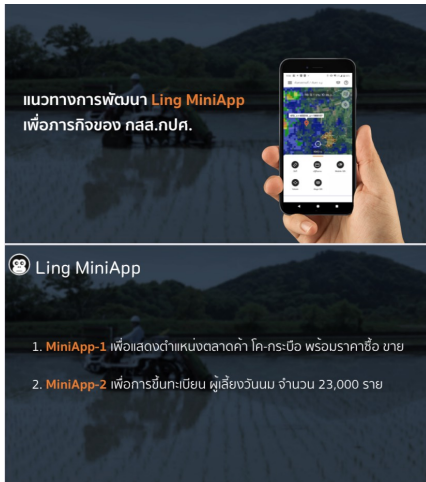 แนวทางการพัฒนา Ling MiniApp
เพื่อภารกิจของ กสส.กปศ.
Ling MiniApp
1. MiniApp-1 เพื่อแสดงตำแหน่งตลาดค้า โค-กระบือ พร้อมราคาซื้อ ขาย
2. MiniApp-2 เพื่อการขึ้นทะเบียน ผู้เลี้ยงวันนม จำนวน 23,000 ราย